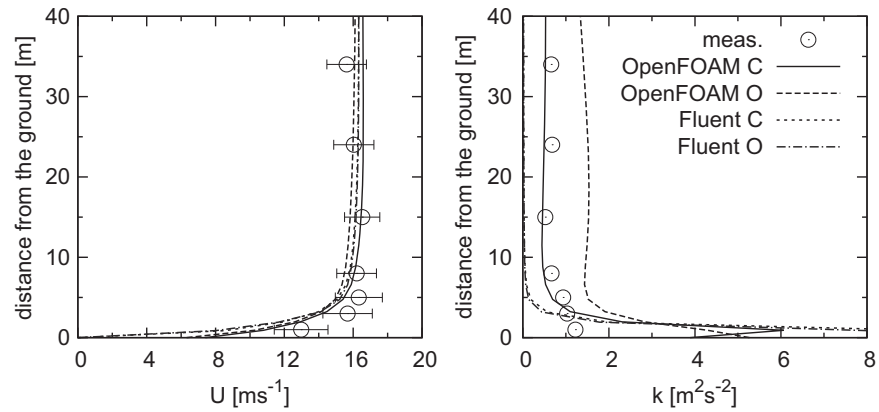 distance from the ground [m]
40
30
20
10
0
0 4 8 12 16 20
U [ms⁻¹]
distance from the ground [m]
40
30
20
10
0
meas.
OpenFOAM C
OpenFOAM O
Fluent C
Fluent O
0 2 4 6 8
k [m²s⁻²]